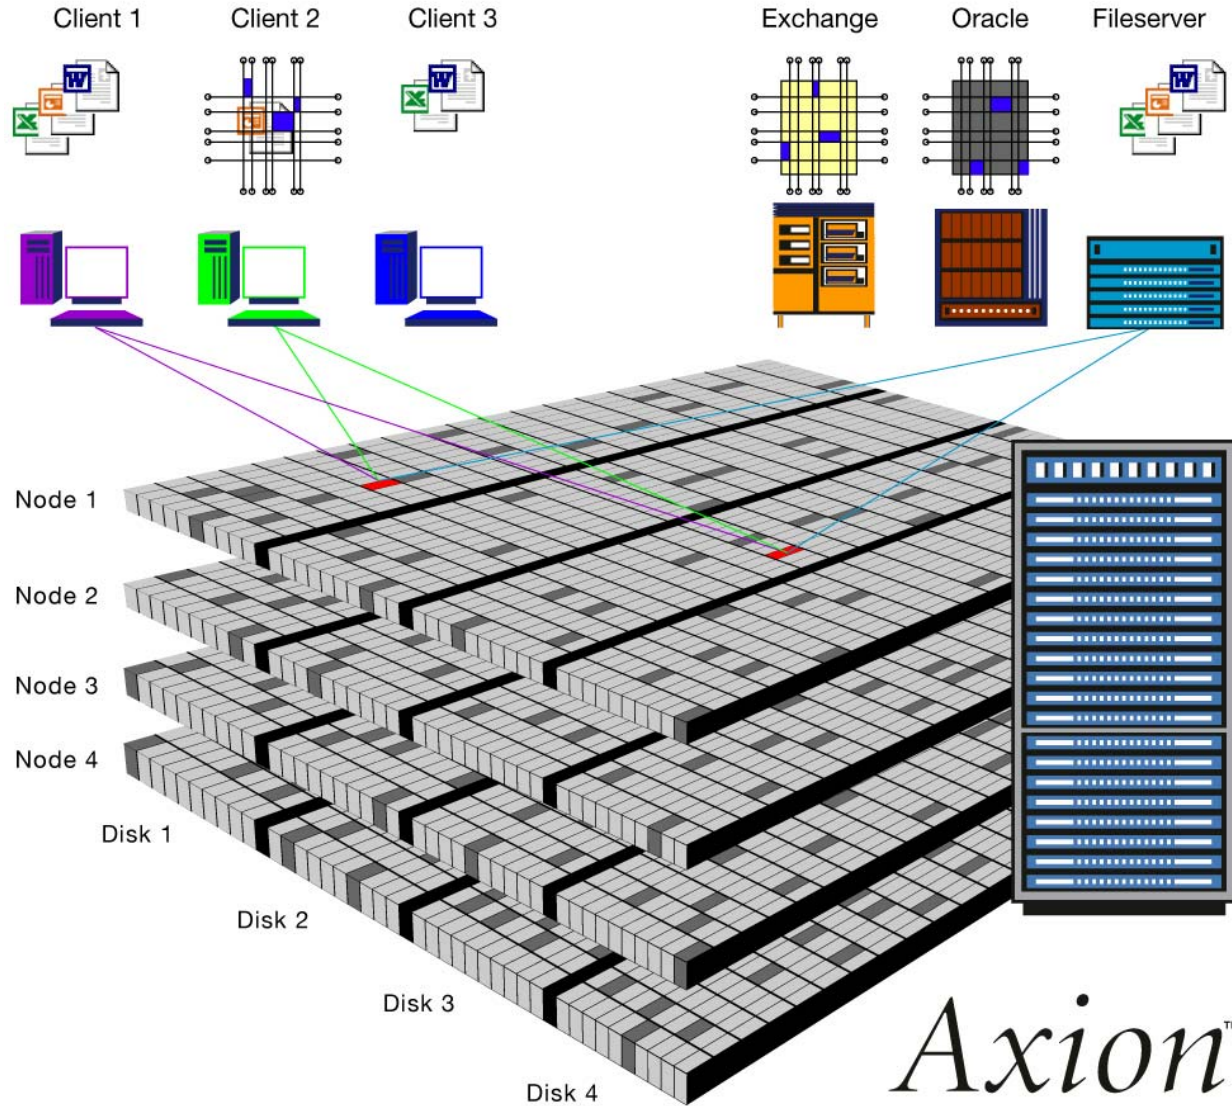 Client 1 Client 2 Client 3 Exchange Oracle Fileserver
W
W
W
X
X
X
Node 1
Node 2
Node 3
Node 4
Disk 1
Disk 2
Disk 3
Disk 4
Axion™